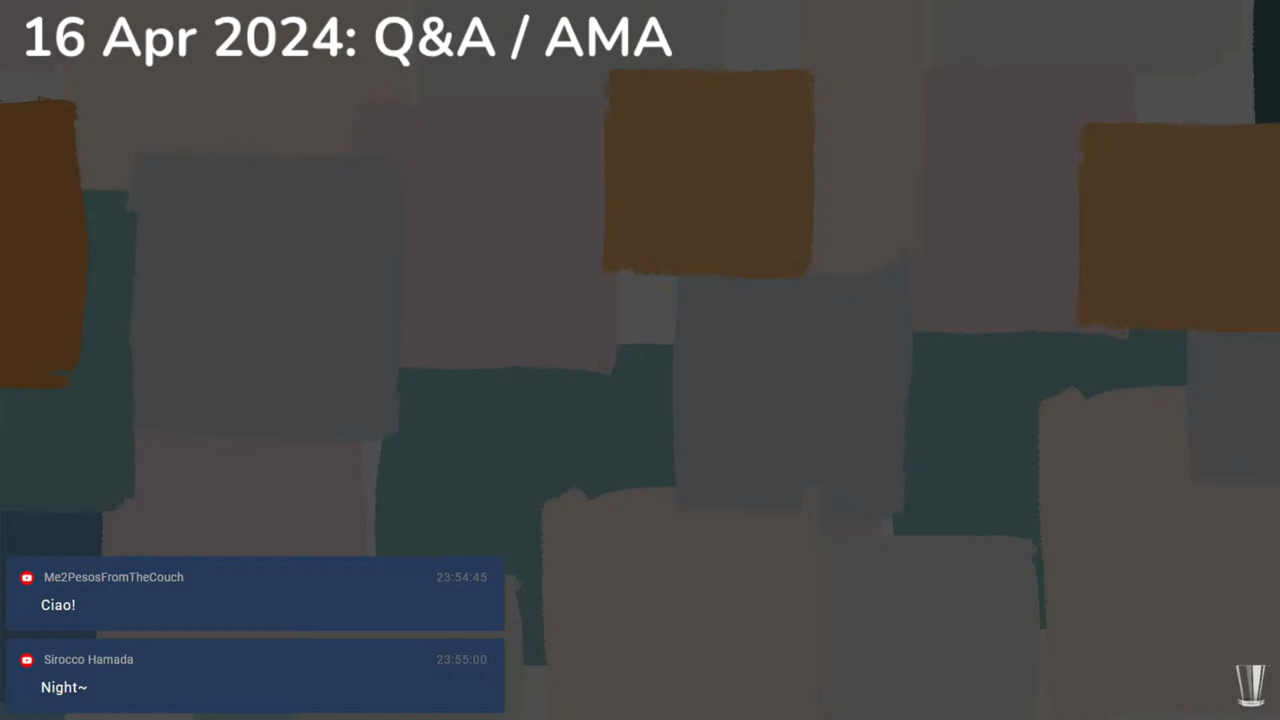 16 Apr 2024: Q&A / AMA
Me2PesosFromTheCouch 23:54:45
Ciao!
Sirocco Hamada 23:55:00
Night~